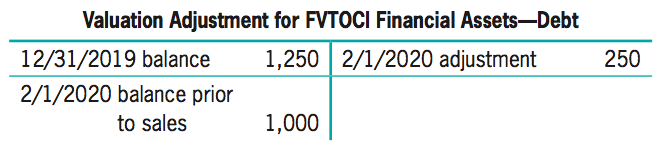 Valuation Adjustment for FVTOCI Financial Assets—Debt
12/31/2019 balance 1,250 2/1/2020 adjustment 250
2/1/2020 balance prior
to sales 1,000